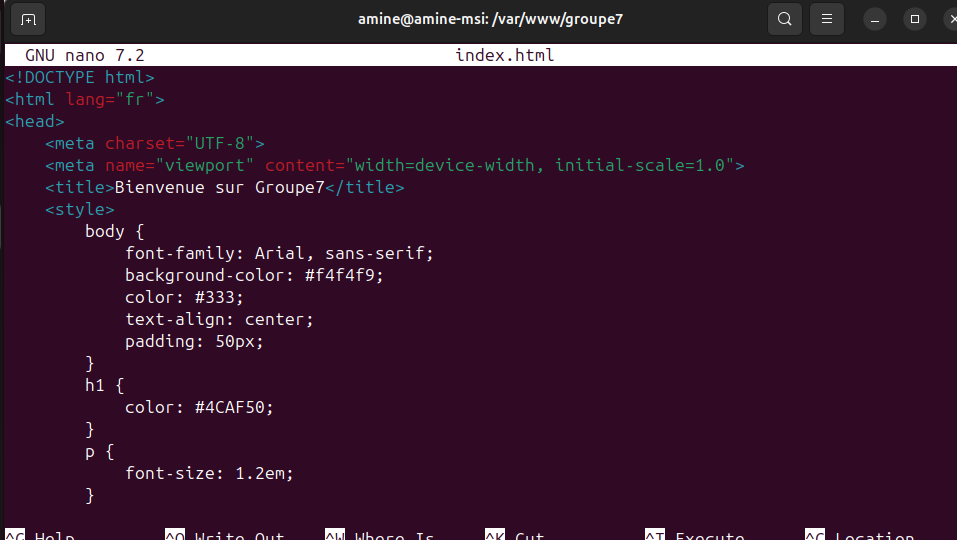 amine@amine-msi: /var/www/groupe7
GNU nano 7.2 index.html
<!DOCTYPE html>
<html lang="fr">
<head>
    <meta charset="UTF-8">
    <meta name="viewport" content="width=device-width, initial-scale=1.0">
    <title>Bienvenue sur Groupe7</title>
    <style>
        body {
            font-family: Arial, sans-serif;
            background-color: #f4f4f9;
            color: #333;
            text-align: center;
            padding: 50px;
        }
        h1 {
            color: #4CAF50;
        }
        p {
            font-size: 1.2em;
        }
^G Help ^O Write Out ^W Where Is ^K Cut ^T Execute ^C Location